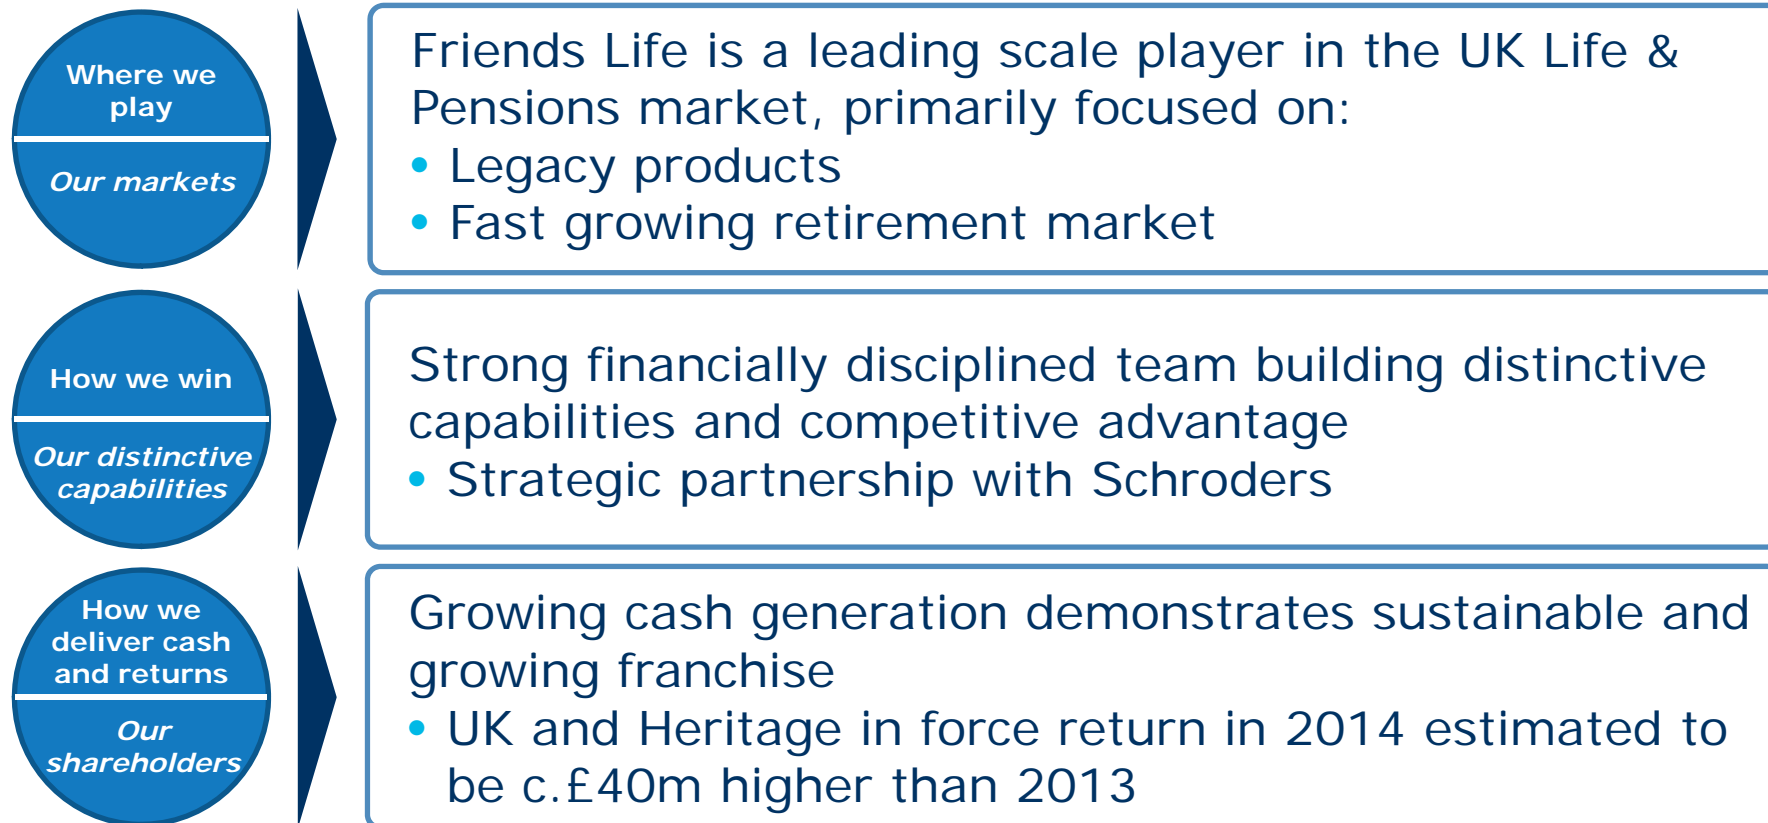 Where we
play
Our markets
Friends Life is a leading scale player in the UK Life &
Pensions market, primarily focused on:
• Legacy products
• Fast growing retirement market
How we win
Our distinctive
capabilities
Strong financially disciplined team building distinctive
capabilities and competitive advantage
• Strategic partnership with Schroders
How we
deliver cash
and returns
Our
shareholders
Growing cash generation demonstrates sustainable and
growing franchise
• UK and Heritage in force return in 2014 estimated to
be c.£40m higher than 2013